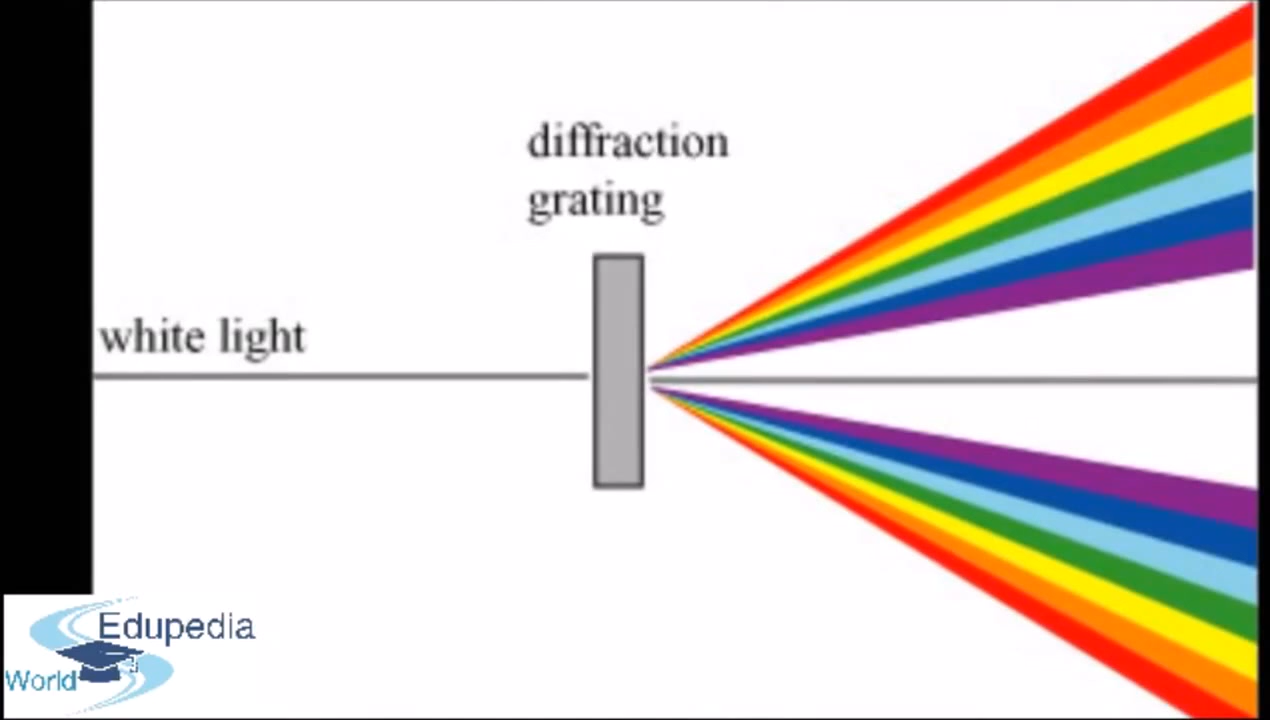 diffraction
grating
white light
Edupedia
World